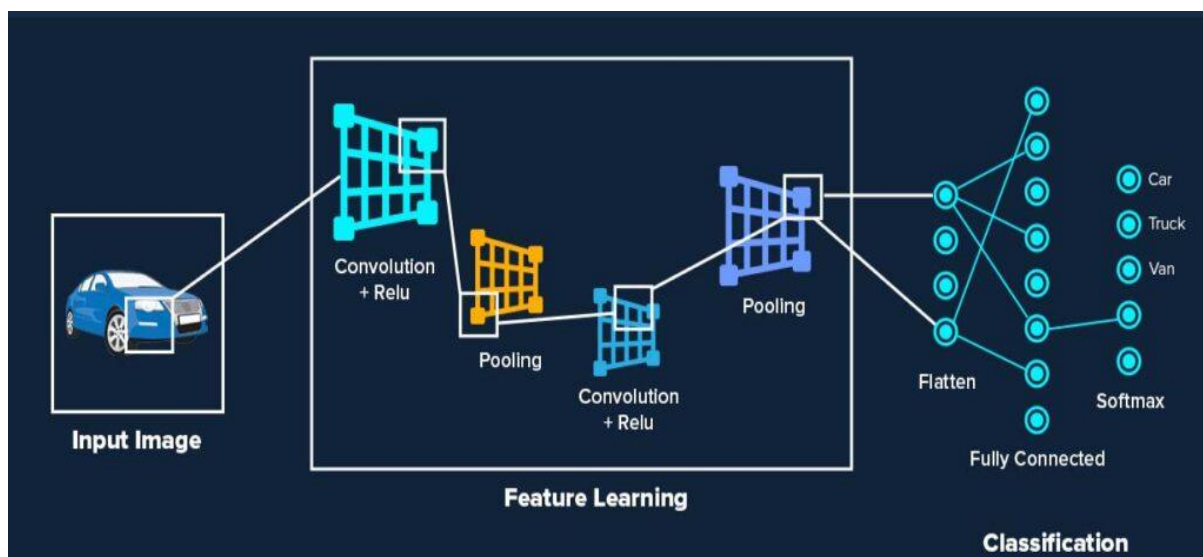 Input Image
Convolution
+ Relu
Pooling
Convolution
+ Relu
Pooling
Feature Learning
Flatten
Fully Connected
Car
Truck
Van
Softmax
Classification